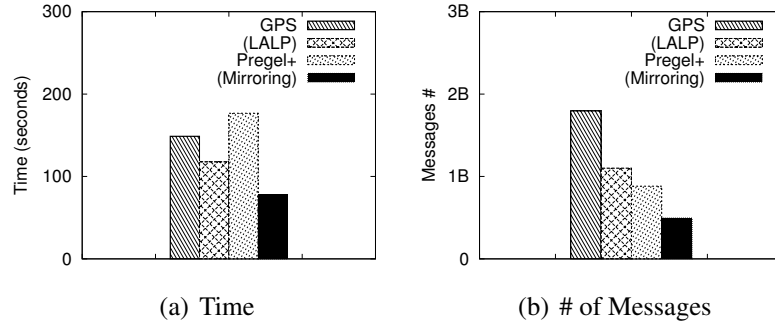 300
200
100
0
Time (seconds)
GPS
(LALP)
Pregel+
(Mirroring)
(a) Time
3B
2B
1B
0
Messages #
GPS
(LALP)
Pregel+
(Mirroring)
(b) # of Messages